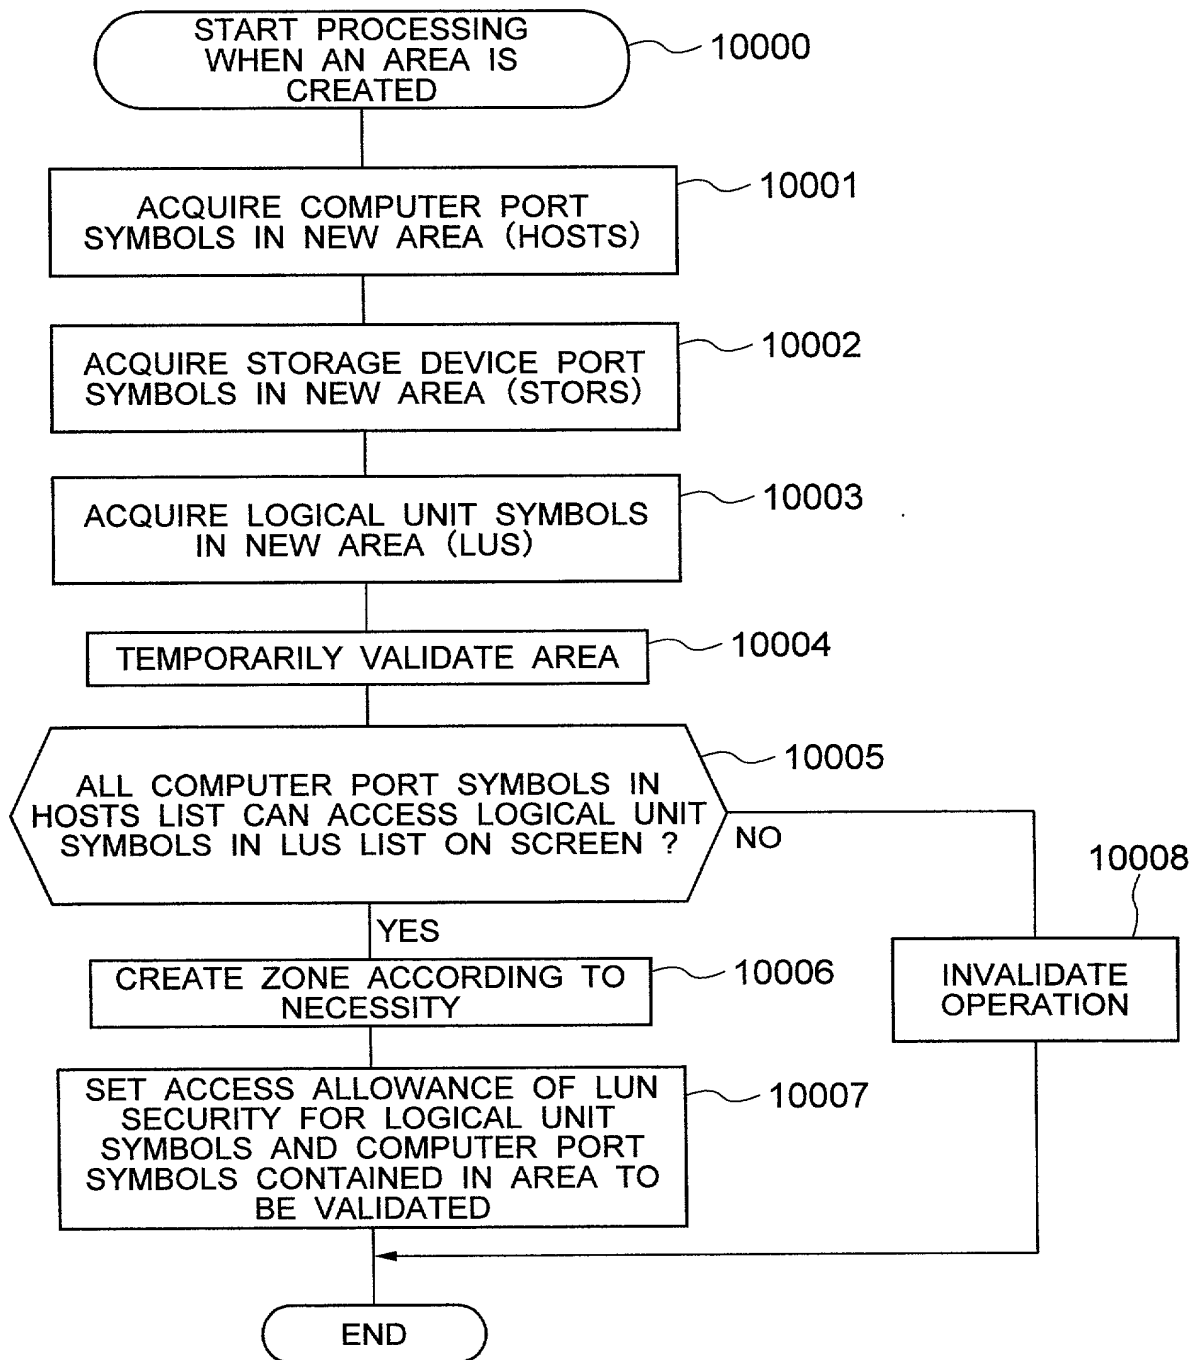 START PROCESSING
WHEN AN AREA IS
CREATED
10000
ACQUIRE COMPUTER PORT
SYMBOLS IN NEW AREA (HOSTS)
10001
ACQUIRE STORAGE DEVICE PORT
SYMBOLS IN NEW AREA (STORS)
10002
ACQUIRE LOGICAL UNIT SYMBOLS
IN NEW AREA (LUS)
10003
TEMPORARILY VALIDATE AREA
10004
ALL COMPUTER PORT SYMBOLS IN
HOSTS LIST CAN ACCESS LOGICAL UNIT
SYMBOLS IN LUS LIST ON SCREEN ?
10005
NO
YES
10008
INVALIDATE
OPERATION
CREATE ZONE ACCORDING TO
NECESSITY
10006
SET ACCESS ALLOWANCE OF LUN
SECURITY FOR LOGICAL UNIT
SYMBOLS AND COMPUTER PORT
SYMBOLS CONTAINED IN AREA TO
BE VALIDATED
10007
END